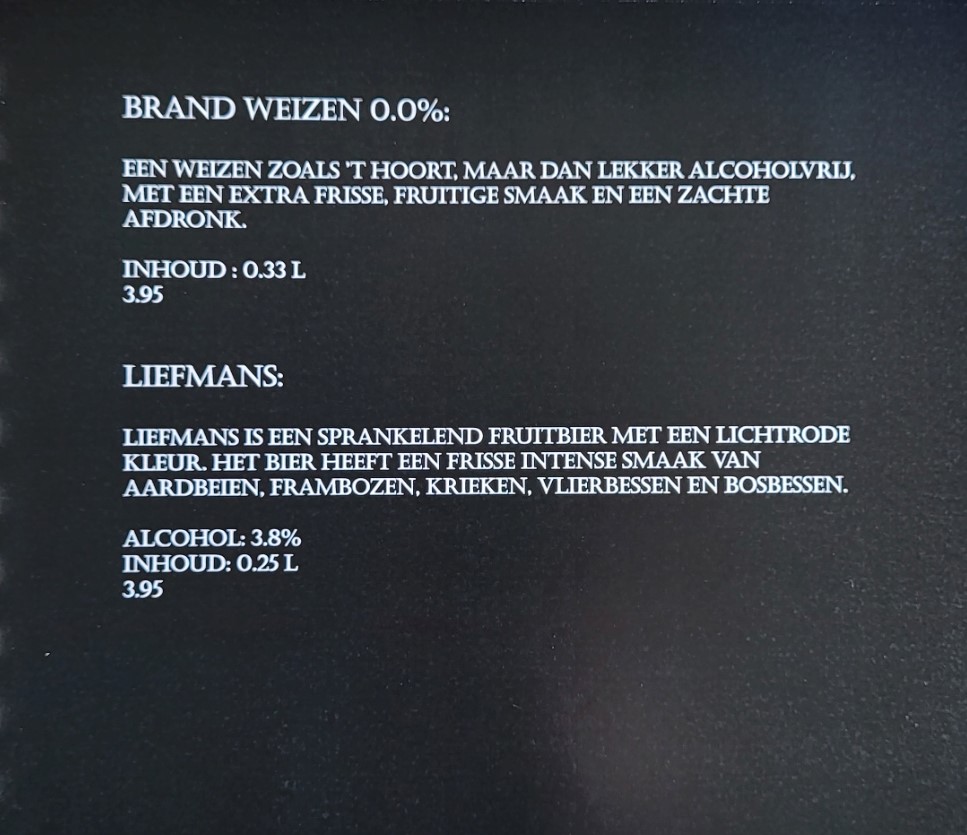 BRAND WEIZEN 0.0%:
EEN WEIZEN ZOALS 'T HOORT, MAAR DAN LEKKER ALCOHOLVRIJ,
MET EEN EXTRA FRISSE, FRUITIGE SMAAK EN EEN ZACHTE
AFDRONK.
INHOUD : 0.33 L
3.95
LIEFMANS:
LIEFMANS IS EEN SPRANKELEND FRUITBIER MET EEN LICHTRODE
KLEUR. HET BIER HEEFT EEN FRISSE INTENSE SMAAK VAN
AARDBEIEN, FRAMBOZEN, KRIEKEN, VLIERBESSEN EN BOSBESSEN.
ALCOHOL: 3.8%
INHOUD: 0.25 L
3.95